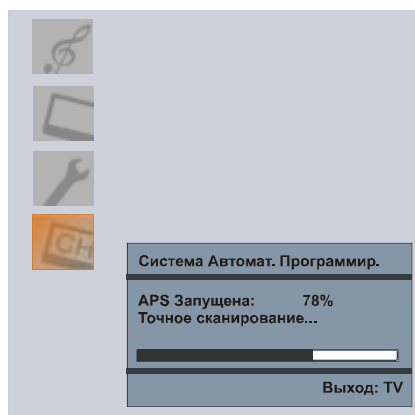 CH
Система Автомат. Программир.
APS Запущена: 78%
Точное сканирование...
Выход: TV